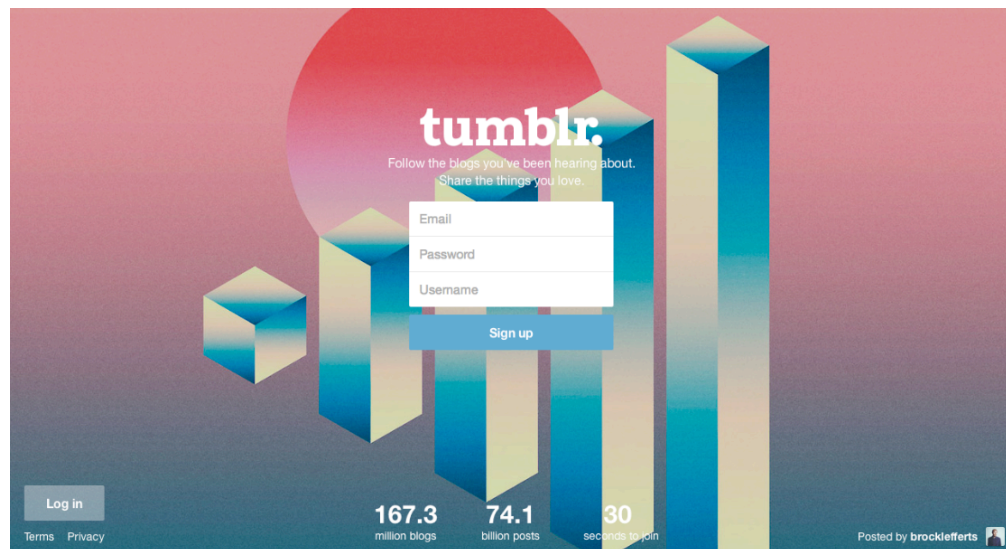 tumblr.
Follow the blogs you've been hearing about.
Share the things you love.
Email
Password
Username
Sign up
Log in
Terms Privacy
167.3
million blogs
74.1
billion posts
30
seconds to join
Posted by brocklefferts